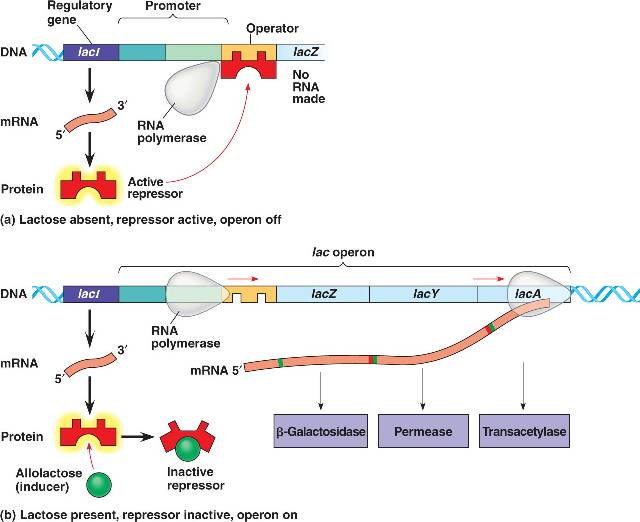 Regulatory
gene
Promoter
Operator
DNA
lacI
lacZ
No
RNA
made
mRNA
3′
5′
RNA
polymerase
Protein
Active
repressor
(a) Lactose absent, repressor active, operon off
lac operon
DNA
lacI
lacZ
lacY
lacA
RNA
polymerase
mRNA
3′
5′
mRNA 5′
Protein
β-Galactosidase
Permease
Transacetylase
Allolactose
(inducer)
Inactive
repressor
(b) Lactose present, repressor inactive, operon on